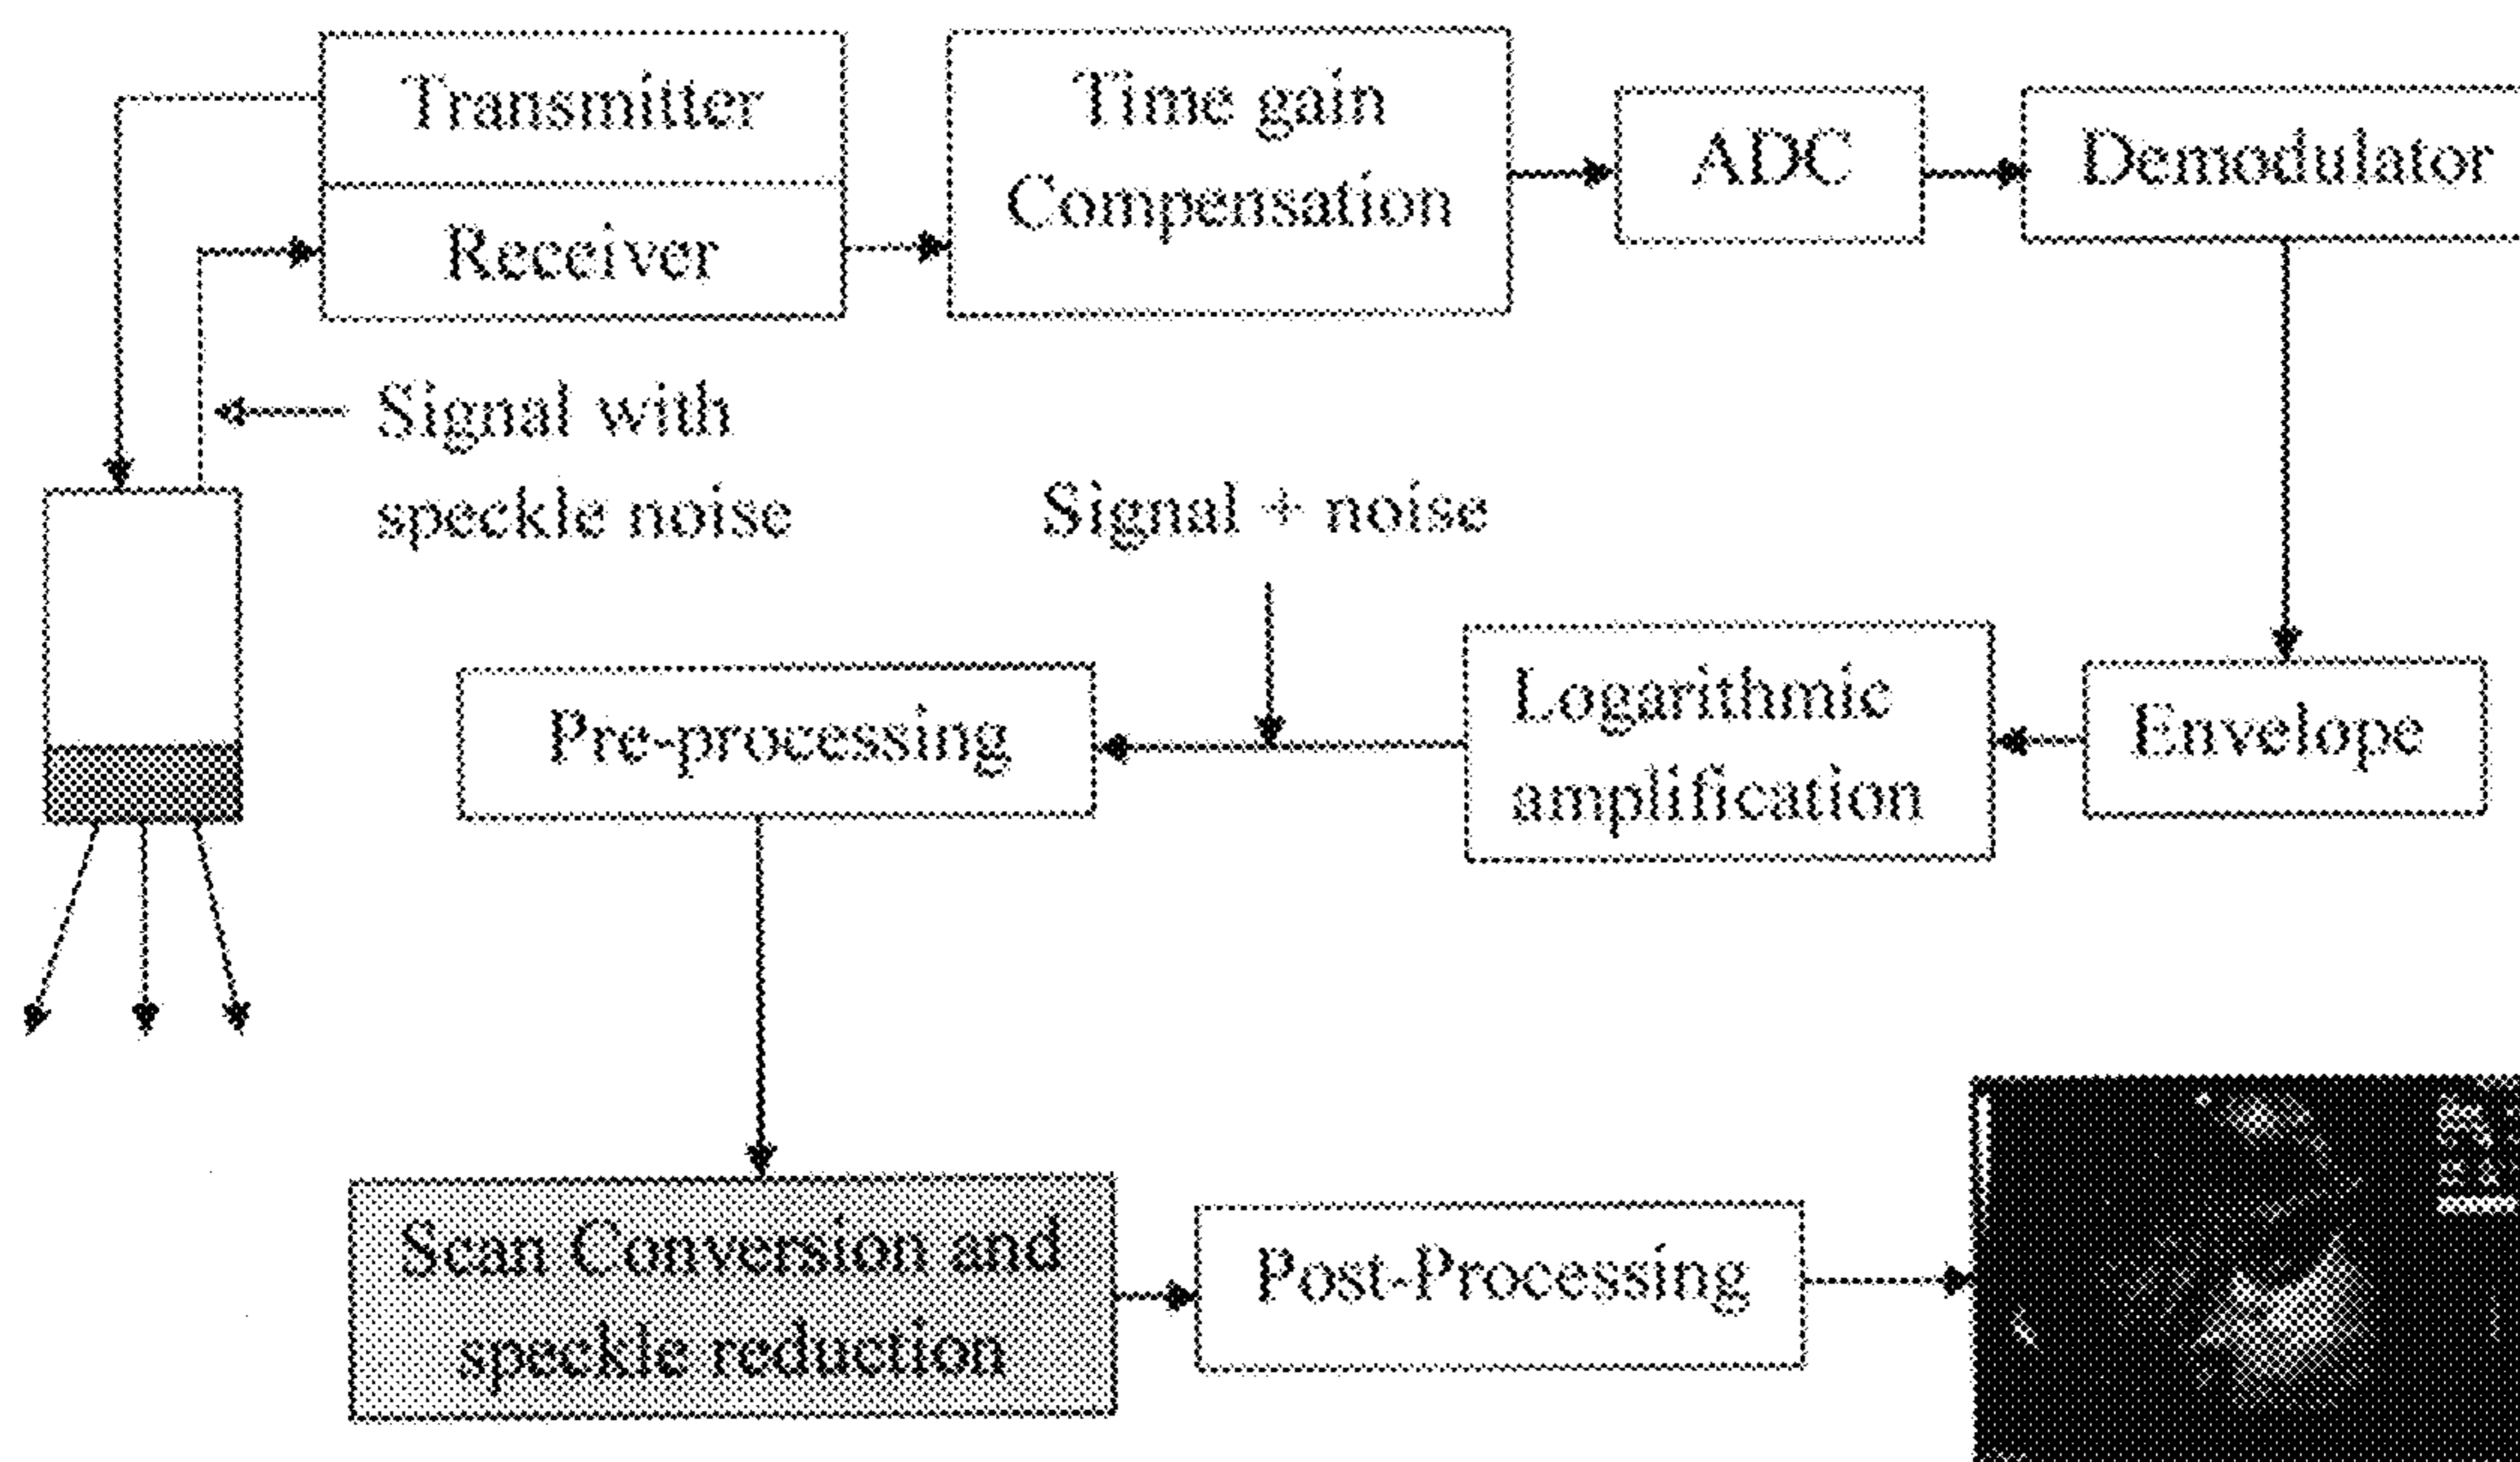 Transmitter
Receiver
Time gain
Compensation
ADC
Demodulator
Signal with
speckle noise
Signal + noise
Pre-processing
Logarithmic
amplification
Envelope
Scan Conversion and
speckle reduction
Post-Processing